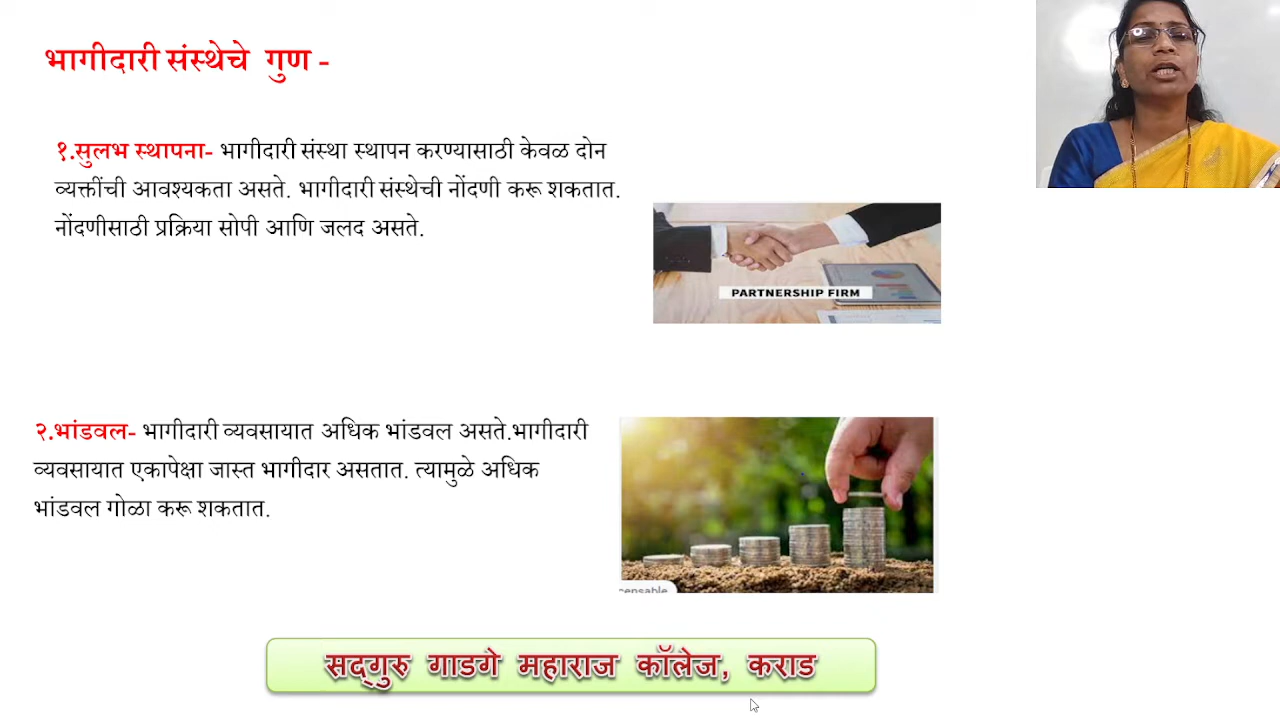 भागीदारी संस्थेचे गुण -
१.सुलभ स्थापना- भागीदारी संस्था स्थापन करण्यासाठी केवळ दोन
व्यक्तींची आवश्यकता असते. भागीदारी संस्थेची नोंदणी करू शकतात.
नोंदणीसाठी प्रक्रिया सोपी आणि जलद असते.
PARTNERSHIP FIRM
२.भांडवल- भागीदारी व्यवसायात अधिक भांडवल असते.भागीदारी
व्यवसायात एकापेक्षा जास्त भागीदार असतात. त्यामुळे अधिक
भांडवल गोळा करू शकतात.
सद्‌गुरु गाडगे महाराज कॉलेज, कराड